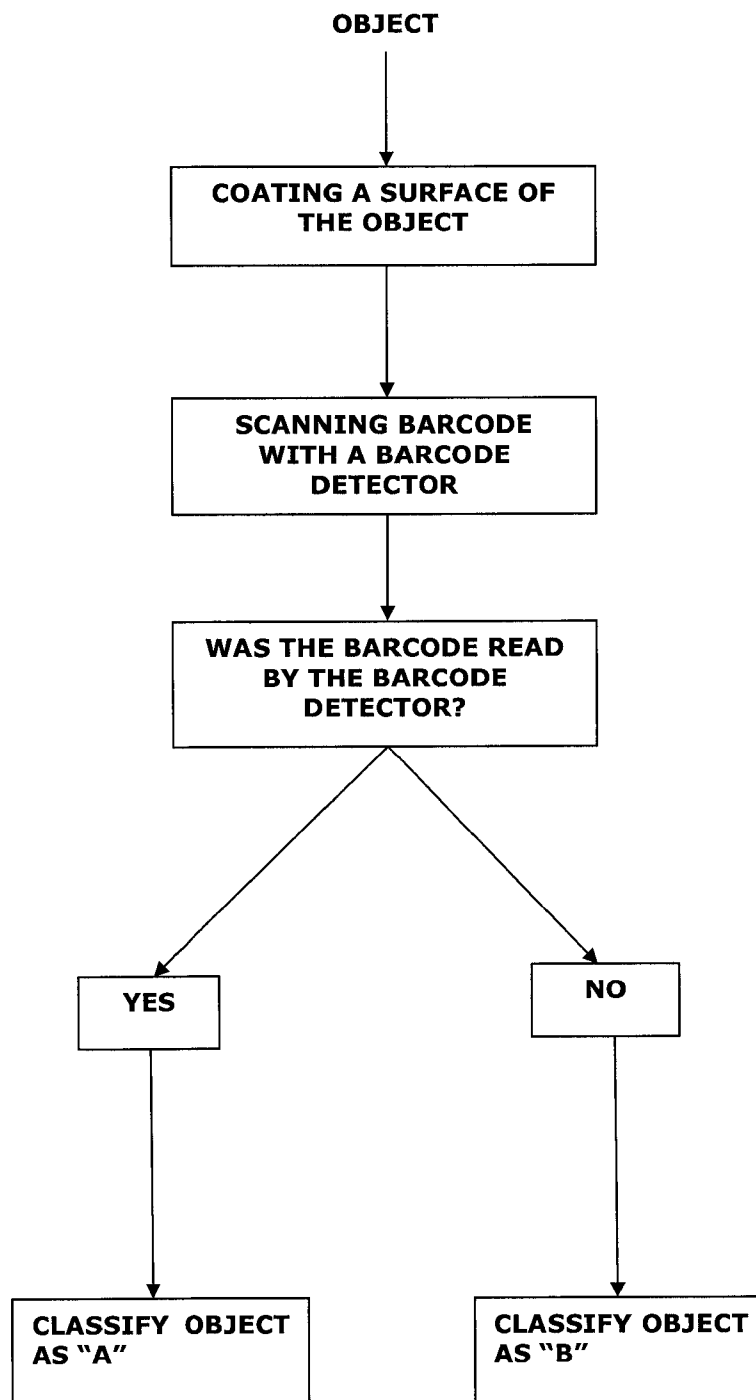 OBJECT
COATING A SURFACE OF
THE OBJECT
SCANNING BARCODE
WITH A BARCODE
DETECTOR
WAS THE BARCODE READ
BY THE BARCODE
DETECTOR?
YES
NO
CLASSIFY OBJECT
AS “A”
CLASSIFY OBJECT
AS “B”